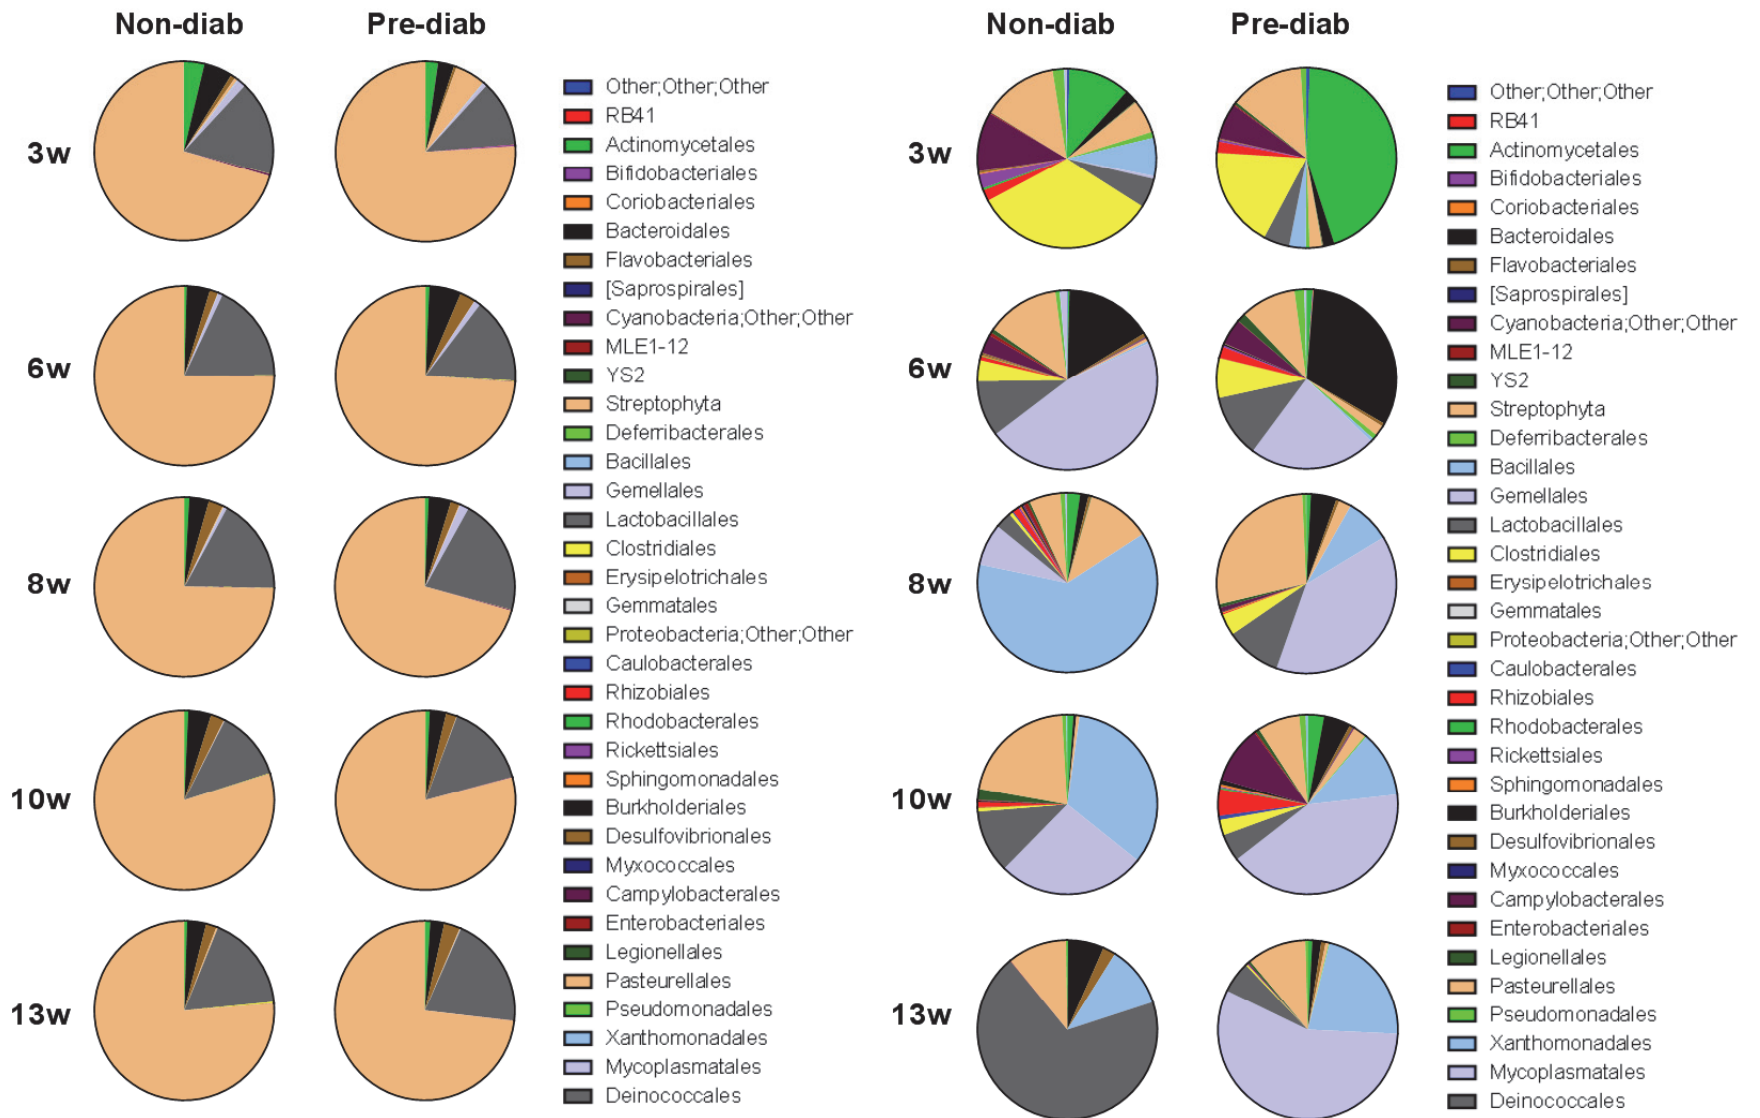 Non-diab
Pre-diab
3w
6w
8w
10w
13w
Other;Other;Other
RB41
Actinomycetales
Bifidobacteriales
Coriobacteriales
Bacteroidales
Flavobacteriales
[Saprospirales]
Cyanobacteria;Other;Other
MLE1-12
YS2
Streptophyta
Deferribacterales
Bacillales
Gemellales
Lactobacillales
Clostridiales
Erysipelotrichales
Gemmatales
Proteobacteria;Other;Other
Caulobacterales
Rhizobiales
Rhodobacterales
Rickettsiales
Sphingomonadales
Burkholderiales
Desulfovibrionales
Myxococcales
Campylobacterales
Enterobacteriales
Legionellales
Pasteurellales
Pseudomonadales
Xanthomonadales
Mycoplasmatales
Deinococcales
Non-diab
Pre-diab
3w
6w
8w
10w
13w
Other;Other;Other
RB41
Actinomycetales
Bifidobacteriales
Coriobacteriales
Bacteroidales
Flavobacteriales
[Saprospirales]
Cyanobacteria;Other;Other
MLE1-12
YS2
Streptophyta
Deferribacterales
Bacillales
Gemellales
Lactobacillales
Clostridiales
Erysipelotrichales
Gemmatales
Proteobacteria;Other;Other
Caulobacterales
Rhizobiales
Rhodobacterales
Rickettsiales
Sphingomonadales
Burkholderiales
Desulfovibrionales
Myxococcales
Campylobacterales
Enterobacteriales
Legionellales
Pasteurellales
Pseudomonadales
Xanthomonadales
Mycoplasmatales
Deinococcales